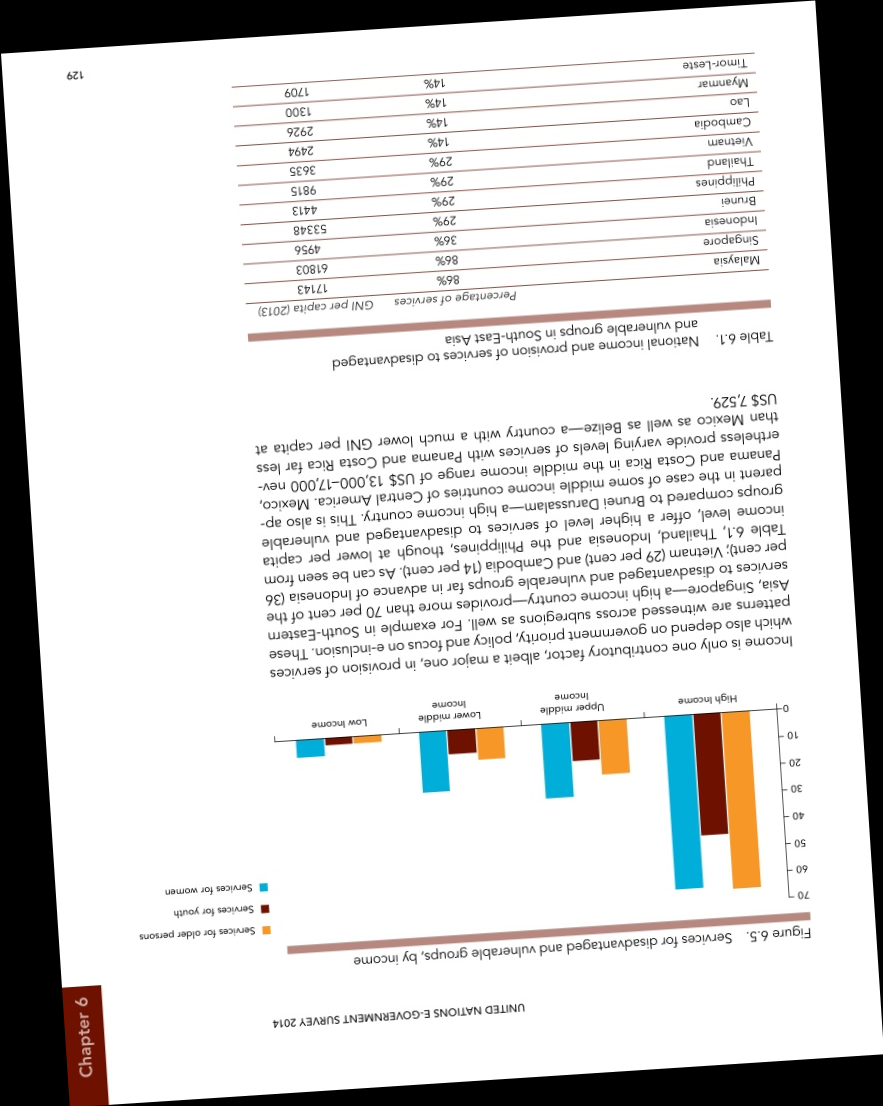 UNITED NATIONS E-GOVERNMENT SURVEY 2014
Chapter 6
Figure 6.5. Services for disadvantaged and vulnerable groups, by income
70
60
50
40
30
20
10
0
Services for older persons
Services for youth
Services for women
High Income
Upper middle
Income
Lower middle
Income
Low Income
Income is only one contributory factor, albeit a major one, in provision of services
which also depend on government priority, policy and focus on e-inclusion. These
patterns are witnessed across subregions as well. For example in South-Eastern
Asia, Singapore—a high income country—provides more than 70 per cent of the
services to disadvantaged and vulnerable groups far in advance of Indonesia (36
per cent); Vietnam (29 per cent) and Cambodia (14 per cent). As can be seen from
Table 6.1, Thailand, Indonesia and the Philippines, though at lower per capita
income level, offer a higher level of services to disadvantaged and vulnerable
groups compared to Brunei Darussalam—a high income country. This is also ap-
parent in the case of some middle income countries of Central America. Mexico,
Panama and Costa Rica in the middle income range of US$ 13,000–17,000 nev-
ertheless provide varying levels of services with Panama and Costa Rica far less
than Mexico as well as Belize—a country with a much lower GNI per capita at
US$ 7,529.
Table 6.1. National income and provision of services to disadvantaged
and vulnerable groups in South-East Asia
Percentage of services GNI per capita (2013)
Malaysia 86% 17143
Singapore 86% 61803
Indonesia 36% 4956
Brunei 29% 53348
Philippines 29% 4413
Thailand 29% 9815
Vietnam 29% 3635
Cambodia 14% 2494
Lao 14% 2926
Myanmar 14% 1300
Timor-Leste 14% 1709
129